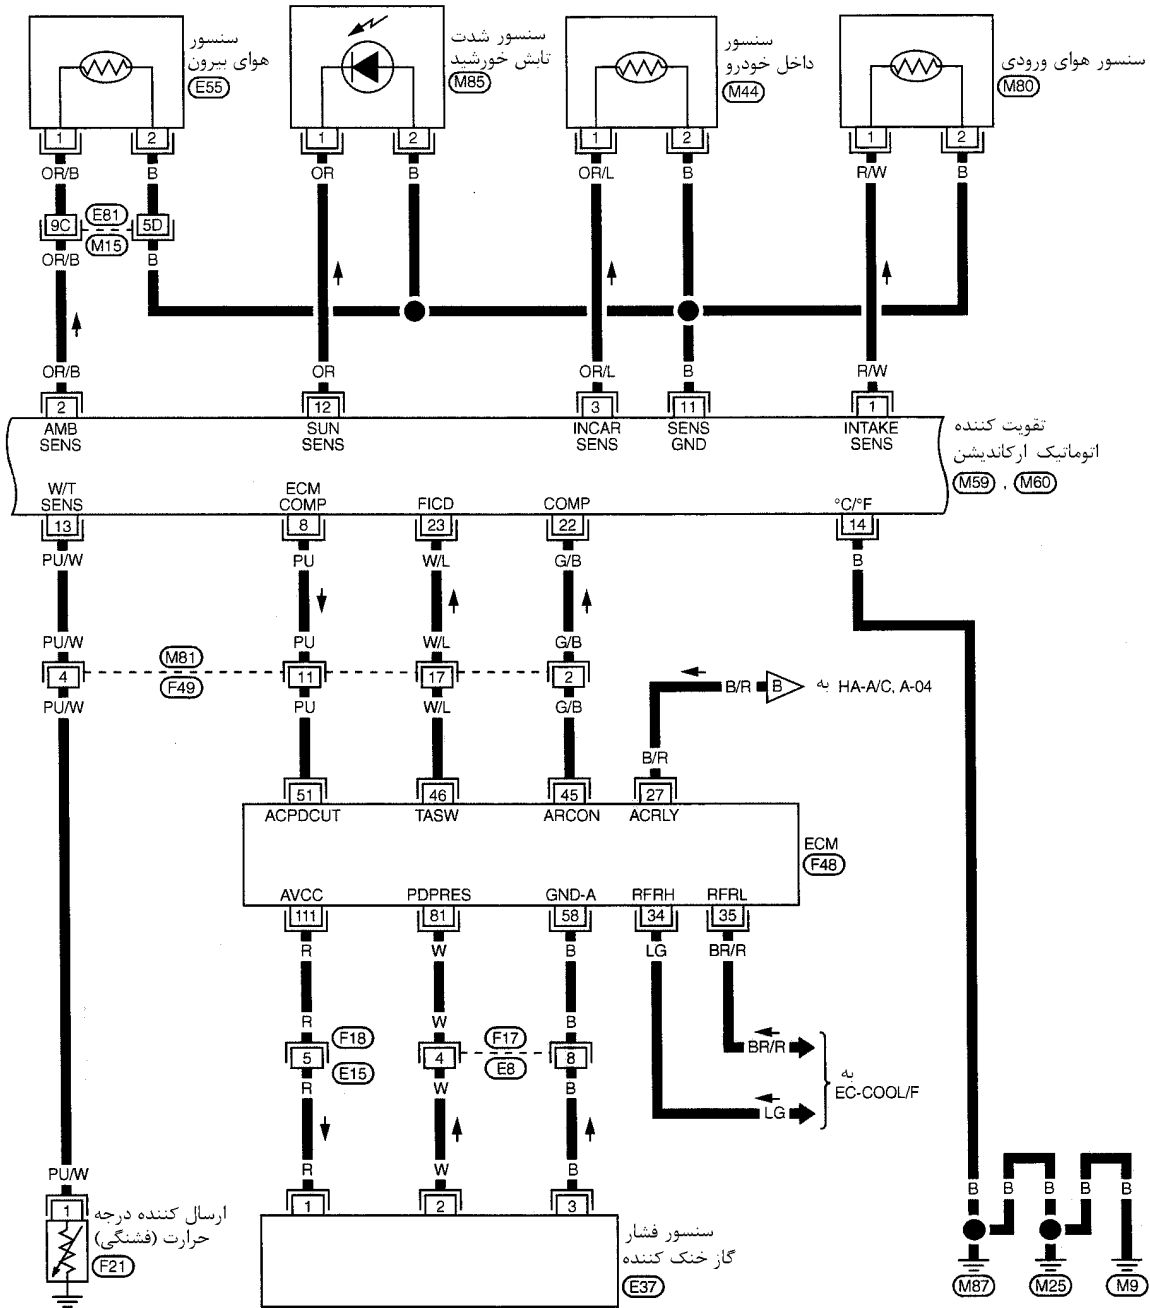 سنسور
هوای بیرون
E55
سنسور شدت
تابش خورشید
M85
سنسور
داخل خودرو
M44
سنسور هوای ورودی
M80
1 2 1 2 1 2 1 2
OR/B B OR B OR/L B R/W B
9C E81 5D
M15
OR/B B
OR/B OR OR/L B R/W
2 12 3 11 1
AMB SENS
SUN SENS
INCAR SENS
SENS GND
INTAKE SENS
تقویت کننده
اتوماتیک ارکاندیشن
M59 , M60
W/T SENS
ECM COMP
FICD
COMP
°C/°F
13 8 23 22 14
PU/W PU W/L G/B B
PU/W PU W/L G/B
M81
4 11 17 2
F49
PU/W PU W/L G/B
B/R B به HA-A/C, A-04
B/R
51 46 45 27
ACPDCUT TASW ARCON ACRLY
ECM
F48
AVCC PDPRES GND-A RFRH RFRL
111 81 58 34 35
R W B LG BR/R
R W B
F18 F17
5 4 8
E15 E8
R W B
BR/R
LG
به
EC-COOL/F
PU/W R W B
1 1 2 3
ارسال کننده درجه
حرارت (فشنگی)
F21
سنسور فشار
گاز خنک کننده
E37
B B B B B
M87 M25 M9